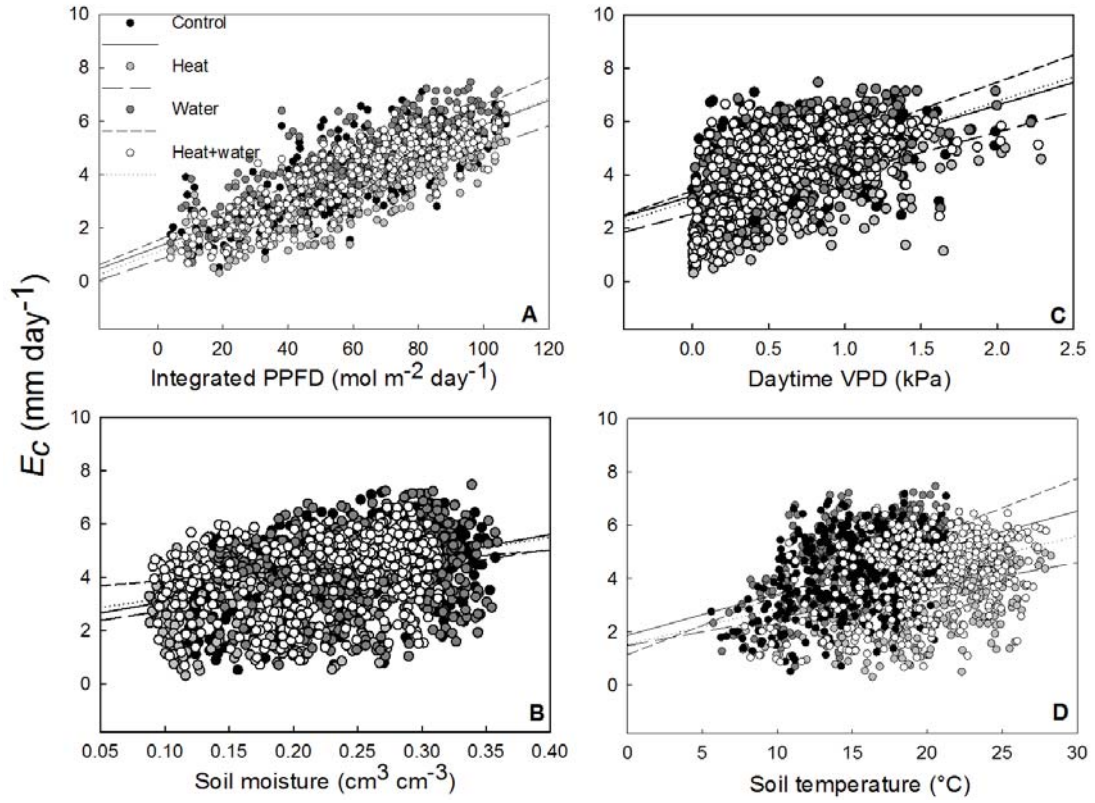 10
8
6
4
2
0
Control
Heat
Water
Heat+water
A
0 20 40 60 80 100 120
Integrated PPFD (mol m⁻² day⁻¹)
10
8
6
4
2
0
C
0.0 0.5 1.0 1.5 2.0 2.5
Daytime VPD (kPa)
Ec (mm day⁻¹)
10
8
6
4
2
0
B
0.05 0.10 0.15 0.20 0.25 0.30 0.35 0.40
Soil moisture (cm³ cm⁻³)
10
8
6
4
2
0
D
0 5 10 15 20 25 30
Soil temperature (°C)